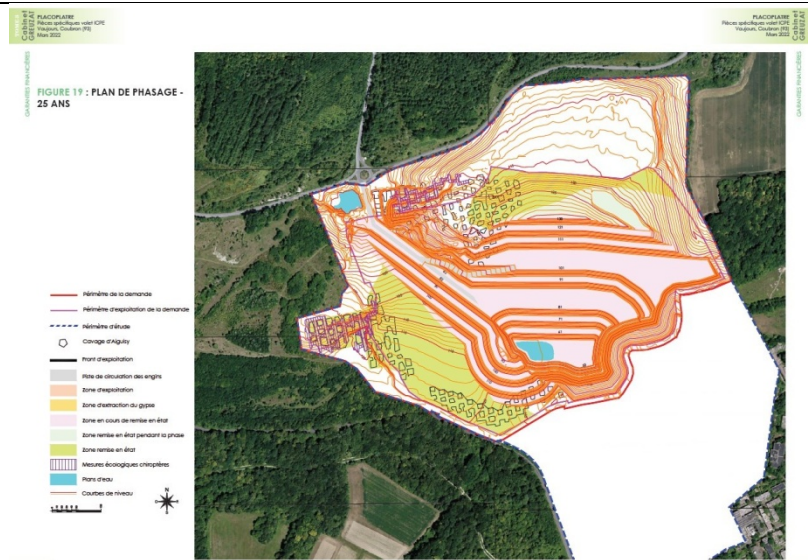 Cabinet
GREUZAT
PLACOPLATRE
Pièces spécifiques volet ICPE
Vaujours, Coubron (93)
Mars 2022
PLACOPLATRE
Pièces spécifiques volet ICPE
Vaujours, Coubron (93)
Mars 2022
Cabinet
GREUZAT
GARANTIES FINANCIÈRES
GARANTIES FINANCIÈRES
FIGURE 19 : PLAN DE PHASAGE -
25 ANS
Périmètre de la demande
Périmètre d'exploitation de la demande
Périmètre d'étude
Cavage d'Aiguisy
Front d'exploitation
Piste de circulation des engins
Zone d'exploitation
Zone d'extraction du gypse
Zone en cours de remise en état
Zone remise en état pendant la phase
Zone remise en état
Mesures écologiques chiroptères
Plans d'eau
Courbes de niveau
N